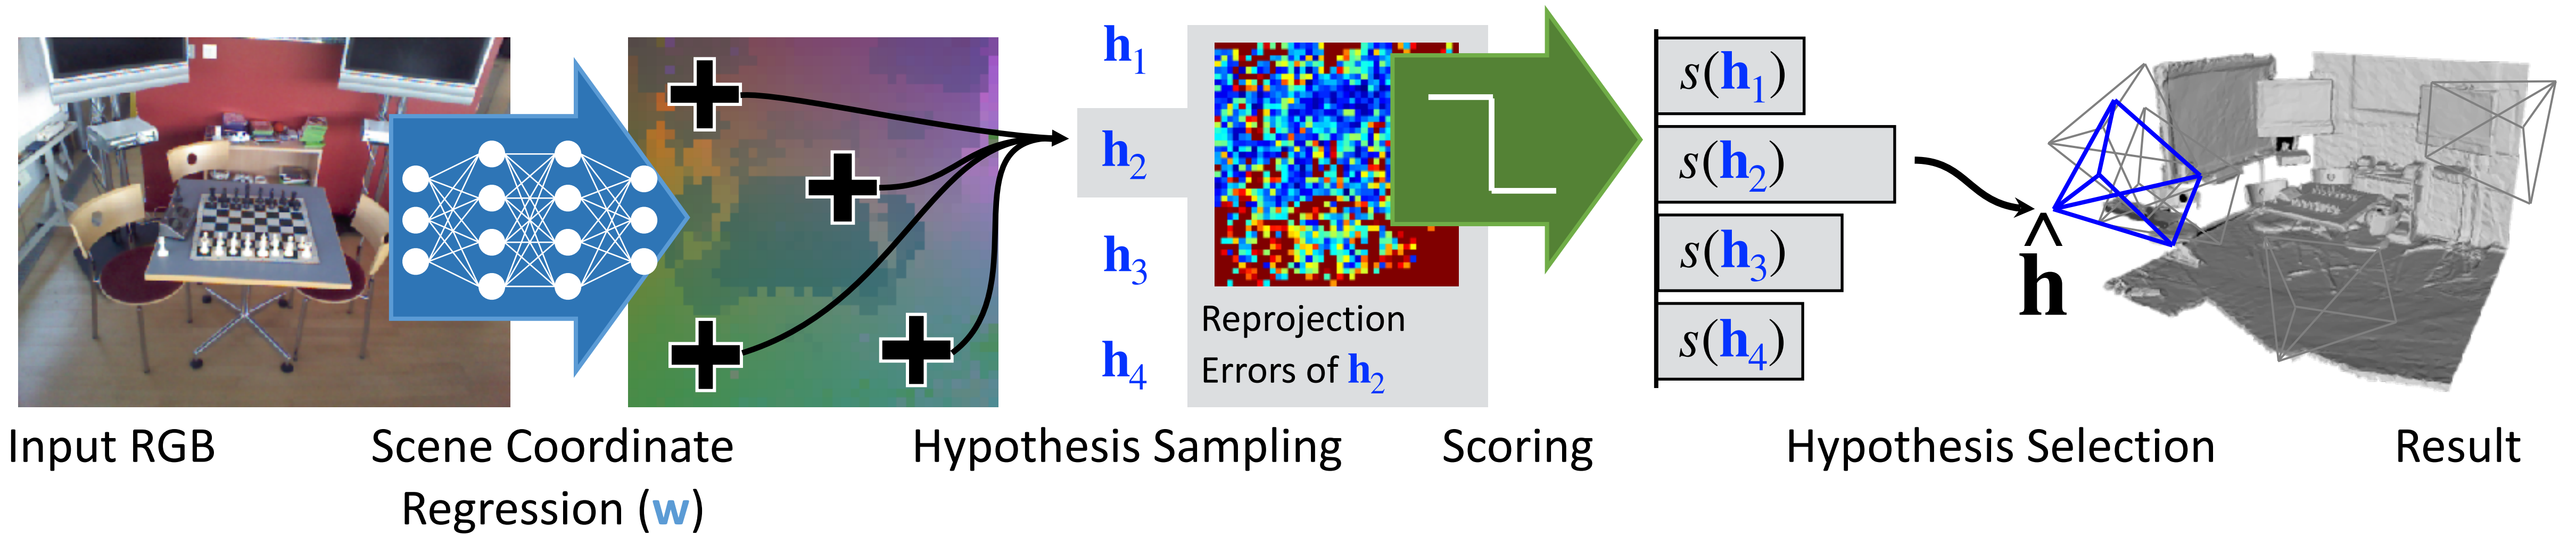 h1
h2
h3
h4
Reprojection
Errors of h2
s(h1)
s(h2)
s(h3)
s(h4)
ĥ
Input RGB
Scene Coordinate
Regression (w)
Hypothesis Sampling
Scoring
Hypothesis Selection
Result